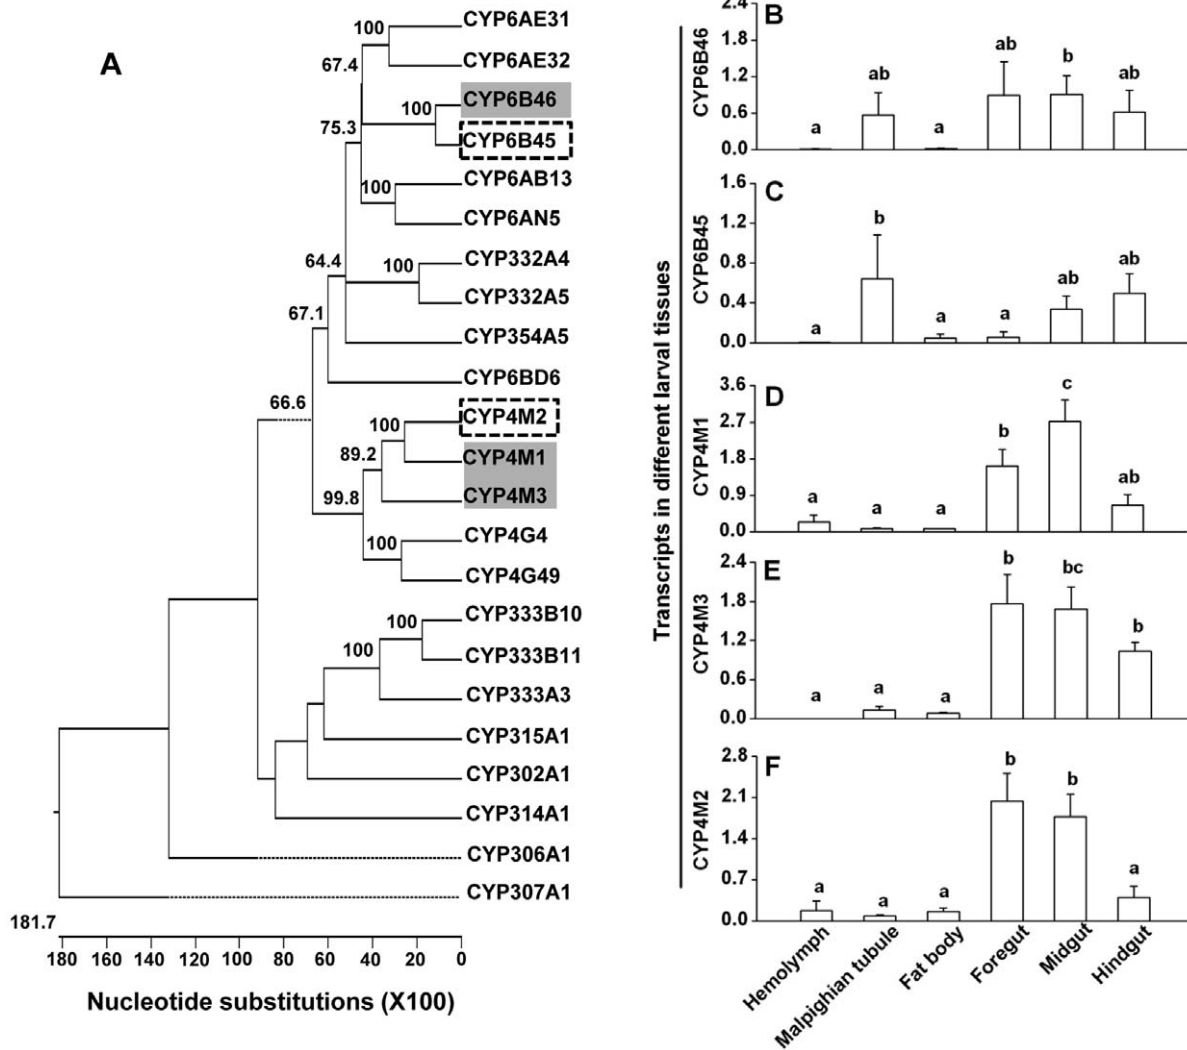 A
CYP6AE31
100
CYP6AE32
67.4
CYP6B46
100
75.3
CYP6B45
CYP6AB13
100
CYP6AN5
CYP332A4
64.4
100
CYP332A5
67.1
CYP354A5
CYP6BD6
66.6
CYP4M2
100
CYP4M1
89.2
CYP4M3
99.8
CYP4G4
100
CYP4G49
CYP333B10
100
CYP333B11
100
CYP333A3
CYP315A1
CYP302A1
CYP314A1
CYP306A1
CYP307A1
181.7
180 160 140 120 100 80 60 40 20 0
Nucleotide substitutions (X100)
Transcripts in different larval tissues
B
CYP6B46
2.4
1.8
1.2
0.6
0.0
a ab a ab b ab
C
CYP6B45
1.6
1.2
0.8
0.4
0.0
a b a a ab ab
D
CYP4M1
3.6
2.7
1.8
0.9
0.0
a a a b c ab
E
CYP4M3
2.4
1.8
1.2
0.6
0.0
a a a b bc b
F
CYP4M2
2.8
2.1
1.4
0.7
0.0
a a a b b a
Hemolymph
Malpighian tubule
Fat body
Foregut
Midgut
Hindgut